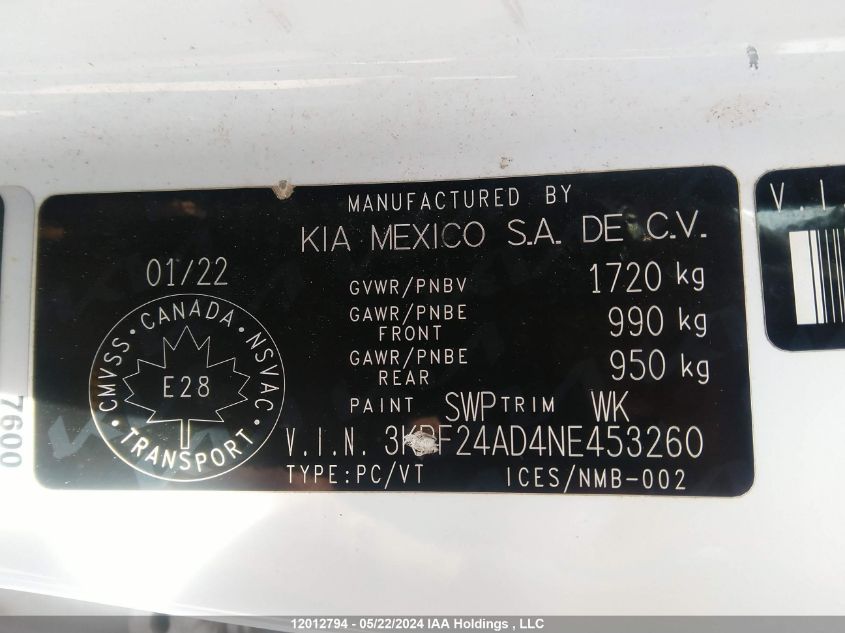 MANUFACTURED BY
KIA MEXICO S.A. DE C.V.
01/22
GVWR/PNBV 1720 kg
GAWR/PNBE FRONT 990 kg
GAWR/PNBE REAR 950 kg
PAINT SWP TRIM WK
V.I.N. 3KPF24AD4NE453260
TYPE:PC/VT ICES/NMB-002
CMVSS • CANADA • NSVAC • TRANSPORT •
E28
7600
V.I.
12012794 - 05/22/2024 IAA Holdings , LLC